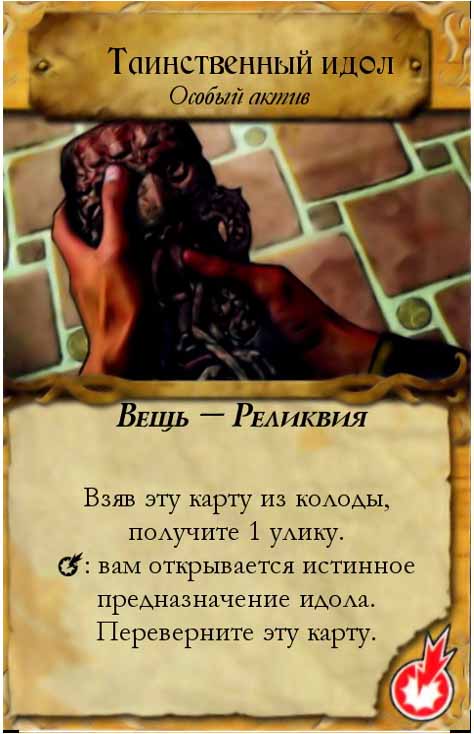 Таинственный идол
Особый актив
Вещь — Реликвия
Взяв эту карту из колоды,
получите 1 улику.
: вам открывается истинное
предназначение идола.
Переверните эту карту.